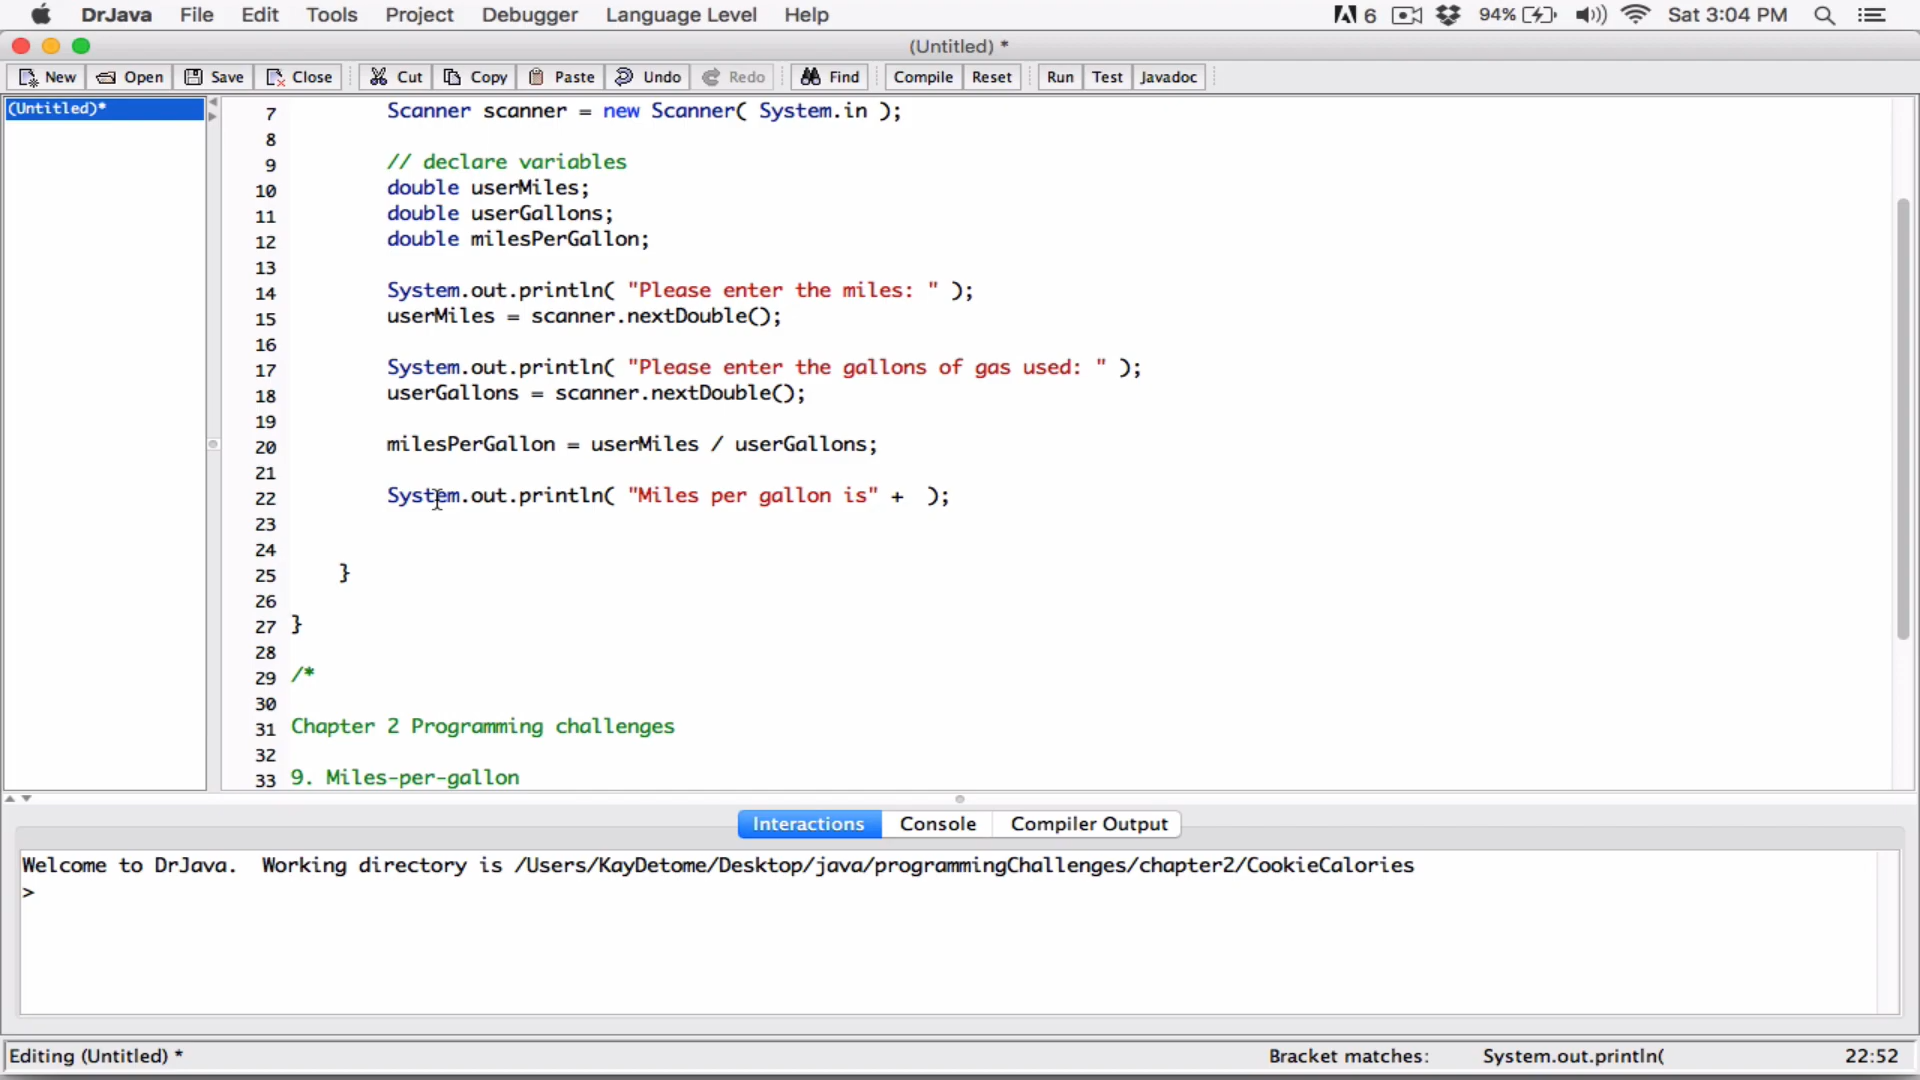 DrJava File Edit Tools Project Debugger Language Level Help 6 94% Sat 3:04 PM
(Untitled) *
New Open Save Close Cut Copy Paste Undo Redo Find Compile Reset Run Test Javadoc
(Untitled)*
7 Scanner scanner = new Scanner( System.in );
8
9 // declare variables
10 double userMiles;
11 double userGallons;
12 double milesPerGallon;
13
14 System.out.println( "Please enter the miles: " );
15 userMiles = scanner.nextDouble();
16
17 System.out.println( "Please enter the gallons of gas used: " );
18 userGallons = scanner.nextDouble();
19
20 milesPerGallon = userMiles / userGallons;
21
22 System.out.println( "Miles per gallon is" +  );
23
24
25 }
26
27 }
28
29 /*
30
31 Chapter 2 Programming challenges
32
33 9. Miles-per-gallon
Interactions Console Compiler Output
Welcome to DrJava.  Working directory is /Users/KayDetome/Desktop/java/programmingChallenges/chapter2/CookieCalories
>
Editing (Untitled) * Bracket matches: System.out.println( 22:52